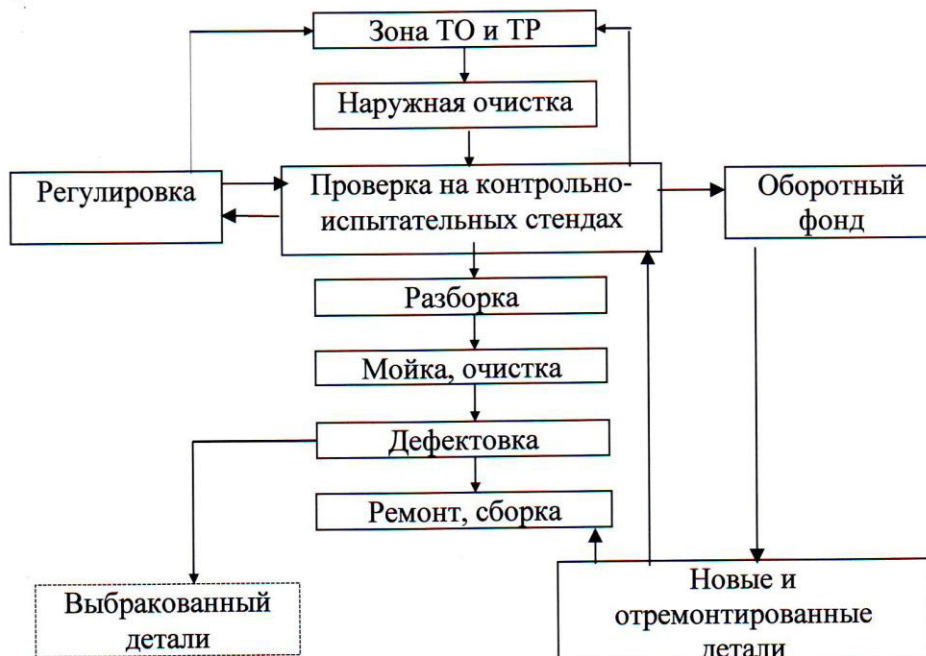 Зона ТО и ТР
Наружная очистка
Регулировка
Проверка на контрольно-
испытательных стендах
Оборотный
фонд
Разборка
Мойка, очистка
Дефектовка
Ремонт, сборка
Выбракованный
детали
Новые и
отремонтированные
детали